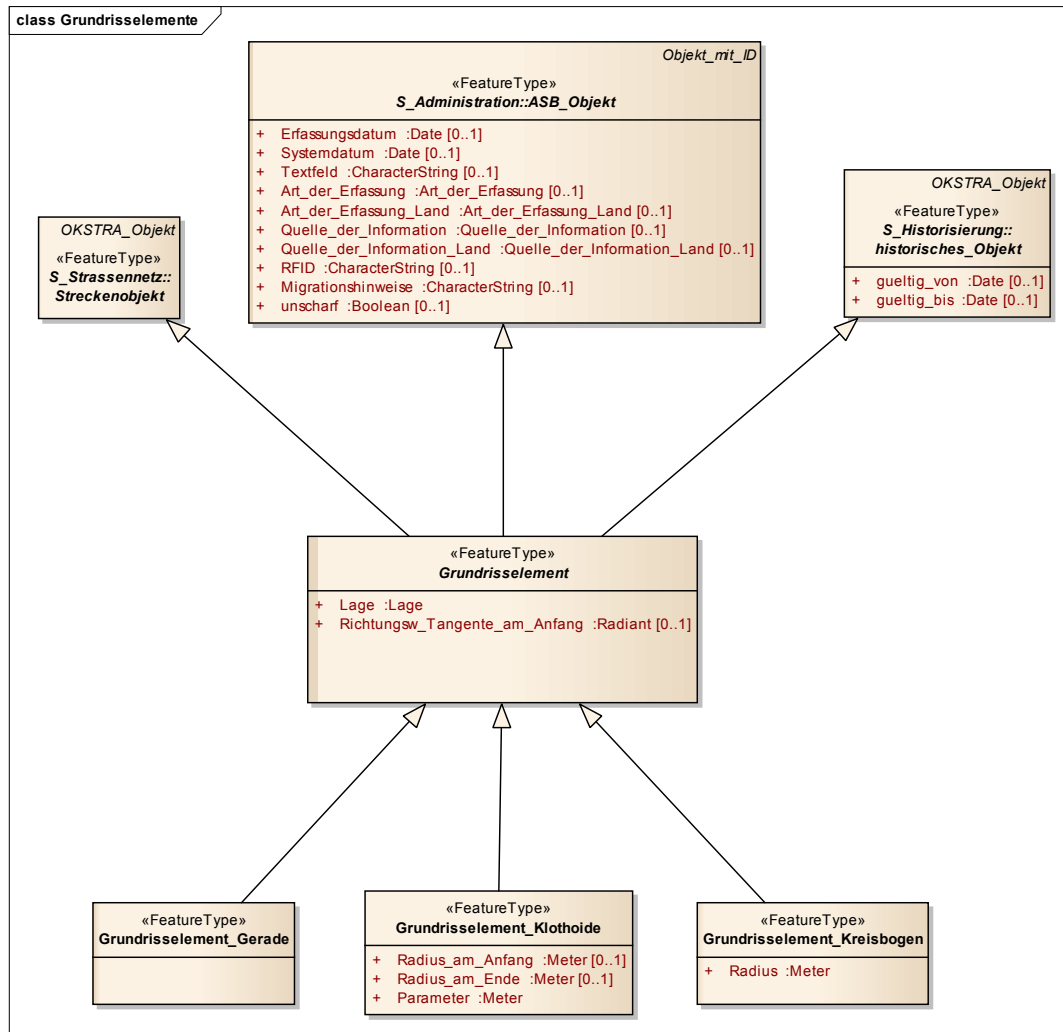 class Grundrisselemente
Objekt_mit_ID
«FeatureType»
S_Administration::ASB_Objekt
+ Erfassungsdatum :Date [0..1]
+ Systemdatum :Date [0..1]
+ Textfeld :CharacterString [0..1]
+ Art_der_Erfassung :Art_der_Erfassung [0..1]
+ Art_der_Erfassung_Land :Art_der_Erfassung_Land [0..1]
+ Quelle_der_Information :Quelle_der_Information [0..1]
+ Quelle_der_Information_Land :Quelle_der_Information_Land [0..1]
+ RFID :CharacterString [0..1]
+ Migrationshinweise :CharacterString [0..1]
+ unscharf :Boolean [0..1]
OKSTRA_Objekt
«FeatureType»
S_Strassennetz::
Streckenobjekt
OKSTRA_Objekt
«FeatureType»
S_Historisierung::
historisches_Objekt
+ gueltig_von :Date [0..1]
+ gueltig_bis :Date [0..1]
«FeatureType»
Grundrisselement
+ Lage :Lage
+ Richtungsw_Tangente_am_Anfang :Radiant [0..1]
«FeatureType»
Grundrisselement_Gerade
«FeatureType»
Grundrisselement_Klothoide
+ Radius_am_Anfang :Meter [0..1]
+ Radius_am_Ende :Meter [0..1]
+ Parameter :Meter
«FeatureType»
Grundrisselement_Kreisbogen
+ Radius :Meter